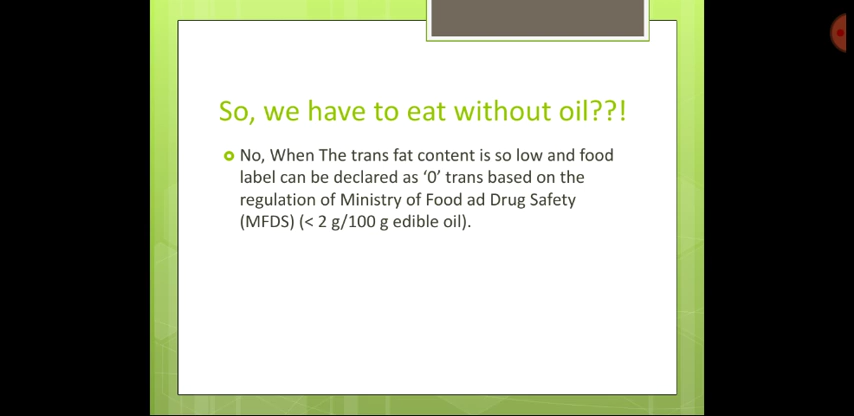 So, we have to eat without oil??!
No, When The trans fat content is so low and food
label can be declared as ‘0’ trans based on the
regulation of Ministry of Food ad Drug Safety
(MFDS) (< 2 g/100 g edible oil).